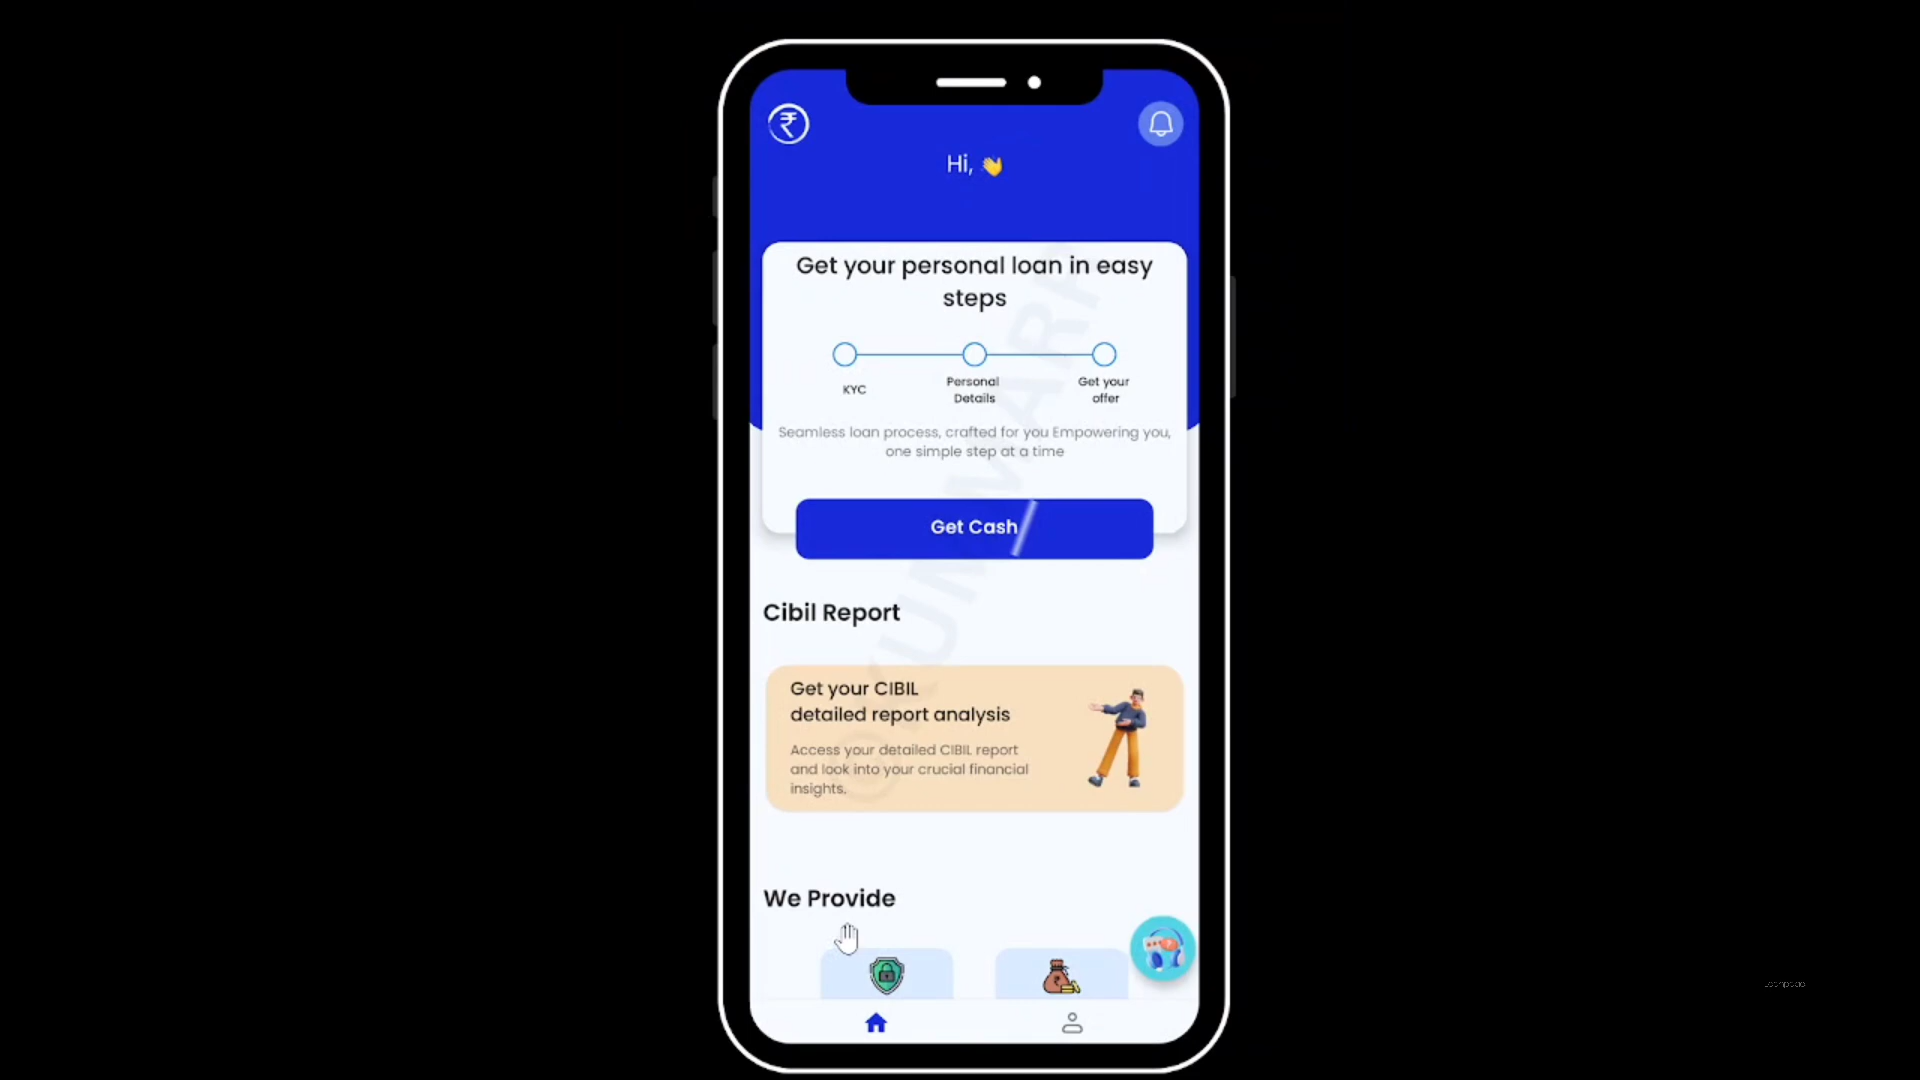 Hi, 👋
Get your personal loan in easy
steps
KYC
Personal
Details
Get your
offer
Seamless loan process, crafted for you Empowering you,
one simple step at a time
Get Cash
Cibil Report
Get your CIBIL
detailed report analysis
Access your detailed CIBIL report
and look into your crucial financial
insights.
We Provide